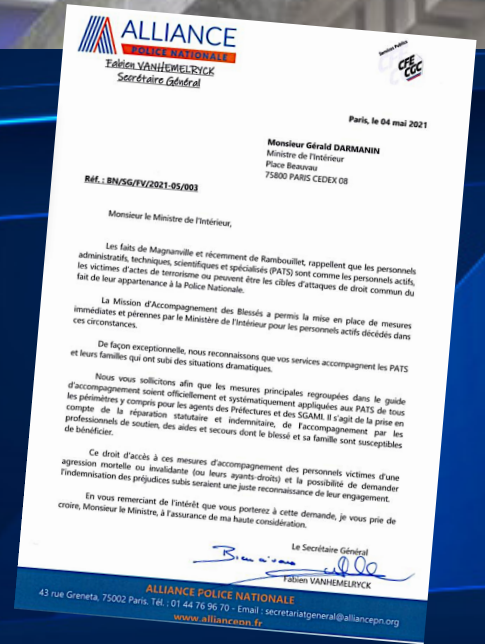 ALLIANCE
POLICE NATIONALE
Fabien VANHEMELRYCK
Secrétaire Général
Services Publics
CFE
CGC
Paris, le 04 mai 2021
Monsieur Gérald DARMANIN
Ministre de l'Intérieur
Place Beauvau
75800 PARIS CEDEX 08
Réf. : BN/SG/FV/2021-05/003
Monsieur le Ministre de l'Intérieur,
Les faits de Magnanville et récemment de Rambouillet, rappellent que les personnels
administratifs, techniques, scientifiques et spécialisés (PATS) sont comme les personnels actifs,
les victimes d'actes de terrorisme ou peuvent être les cibles d'attaques de droit commun du
fait de leur appartenance à la Police Nationale.
La Mission d'Accompagnement des Blessés a permis la mise en place de mesures
immédiates et pérennes par le Ministère de l'Intérieur pour les personnels actifs décédés dans
ces circonstances.
De façon exceptionnelle, nous reconnaissons que vos services accompagnent les PATS
et leurs familles qui ont subi des situations dramatiques.
Nous vous sollicitons afin que les mesures principales regroupées dans le guide
d'accompagnement soient officiellement et systématiquement appliquées aux PATS de tous
les périmètres y compris pour les agents des Préfectures et des SGAMI. Il s'agit de la prise en
compte de la réparation statutaire et indemnitaire, de l'accompagnement par les
professionnels de soutien, des aides et secours dont le blessé et sa famille sont susceptibles
de bénéficier.
Ce droit d'accès à ces mesures d'accompagnement des personnels victimes d'une
agression mortelle ou invalidante (ou leurs ayants-droits) et la possibilité de demander
l'indemnisation des préjudices subis seraient une juste reconnaissance de leur engagement.
En vous remerciant de l'intérêt que vous porterez à cette demande, je vous prie de
croire, Monsieur le Ministre, à l'assurance de ma haute considération.
Le Secrétaire Général
Fabien VANHEMELRYCK
ALLIANCE POLICE NATIONALE
43 rue Greneta, 75002 Paris. Tél. : 01 44 76 96 70 - Email : secretariatgeneral@alliancepn.org
www.alliancepn.fr